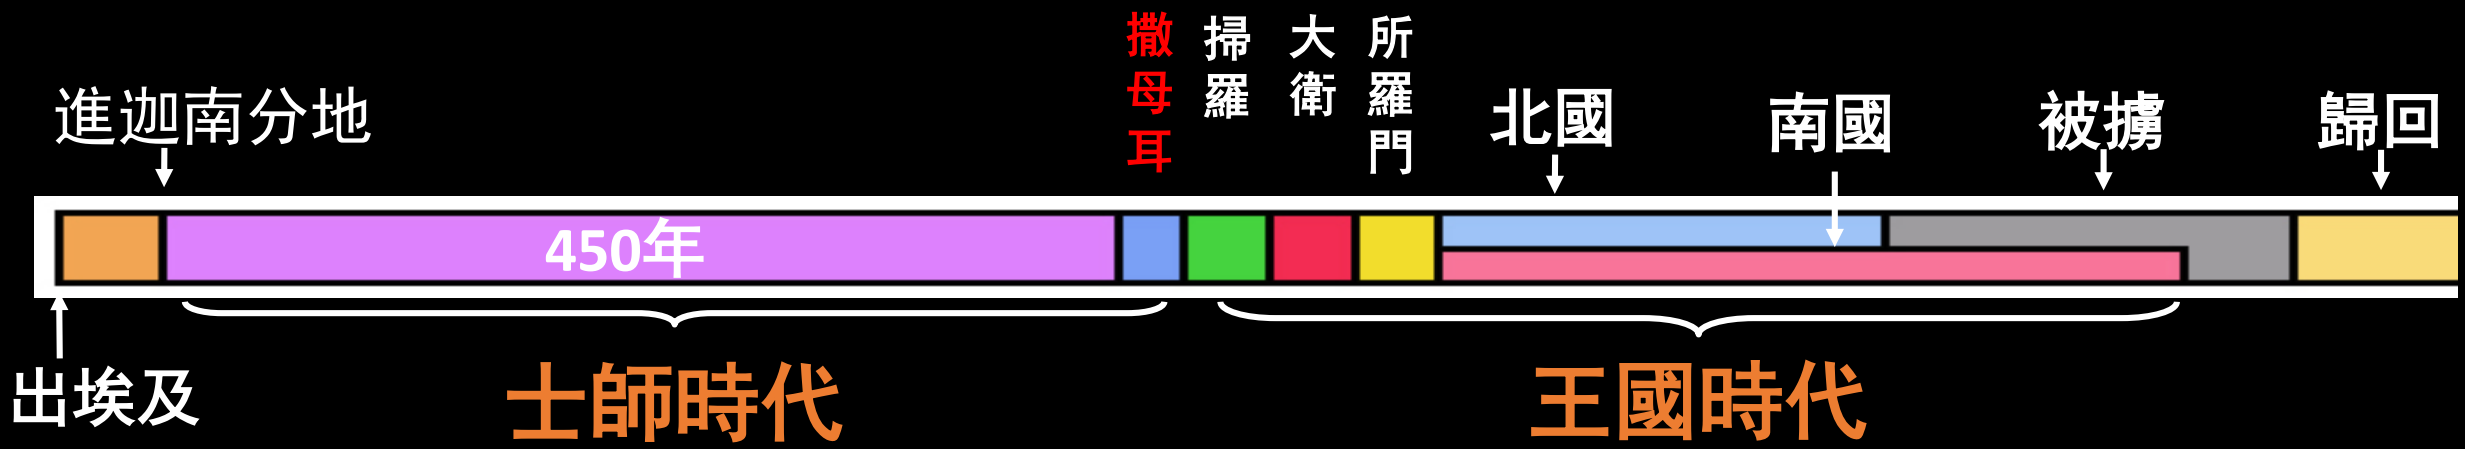 進迦南分地
撒母耳
掃羅
大衛
所羅門
北國
南國
被擄
歸回
450年
出埃及
士師時代
王國時代